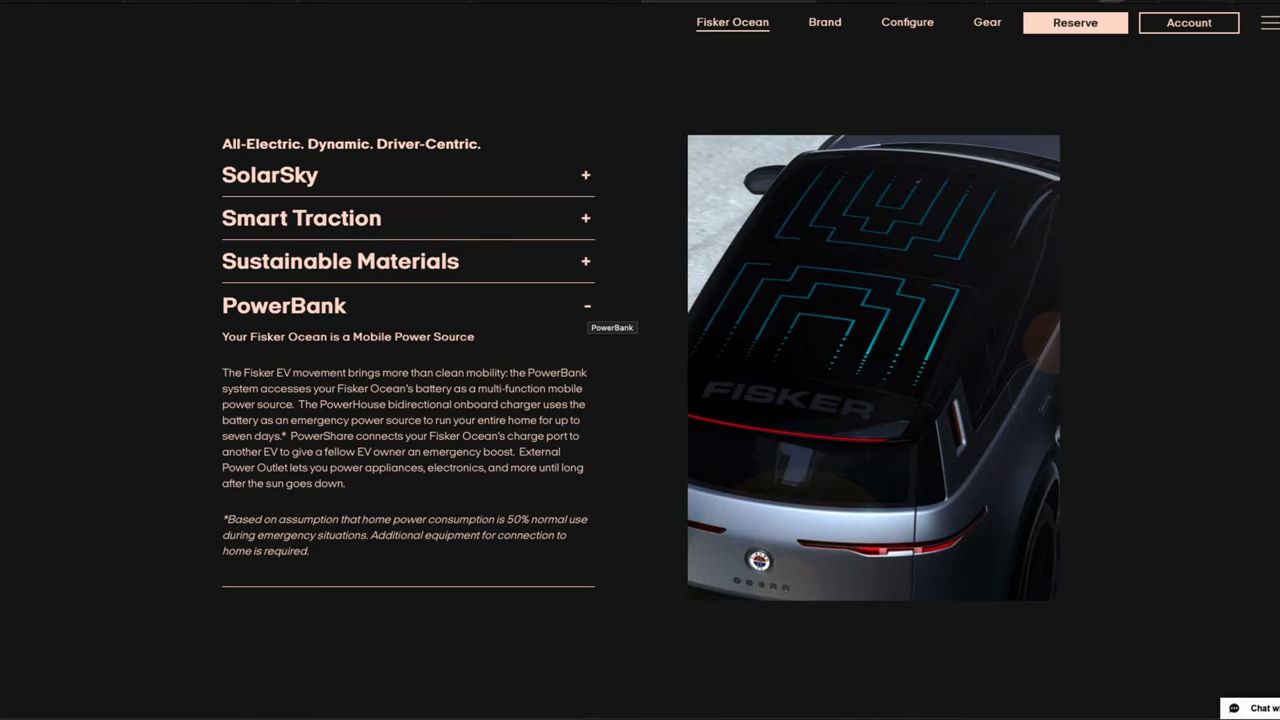 Fisker Ocean
Brand
Configure
Gear
Reserve
Account
All-Electric. Dynamic. Driver-Centric.
SolarSky
+
Smart Traction
+
Sustainable Materials
+
PowerBank
-
PowerBank
Your Fisker Ocean is a Mobile Power Source
The Fisker EV movement brings more than clean mobility: the PowerBank
system accesses your Fisker Ocean's battery as a multi-function mobile
power source. The PowerHouse bidirectional onboard charger uses the
battery as an emergency power source to run your entire home for up to
seven days.* PowerShare connects your Fisker Ocean's charge port to
another EV to give a fellow EV owner an emergency boost. External
Power Outlet lets you power appliances, electronics, and more until long
after the sun goes down.
*Based on assumption that home power consumption is 50% normal use
during emergency situations. Additional equipment for connection to
home is required.
FISKER
OCEAN
Chat w